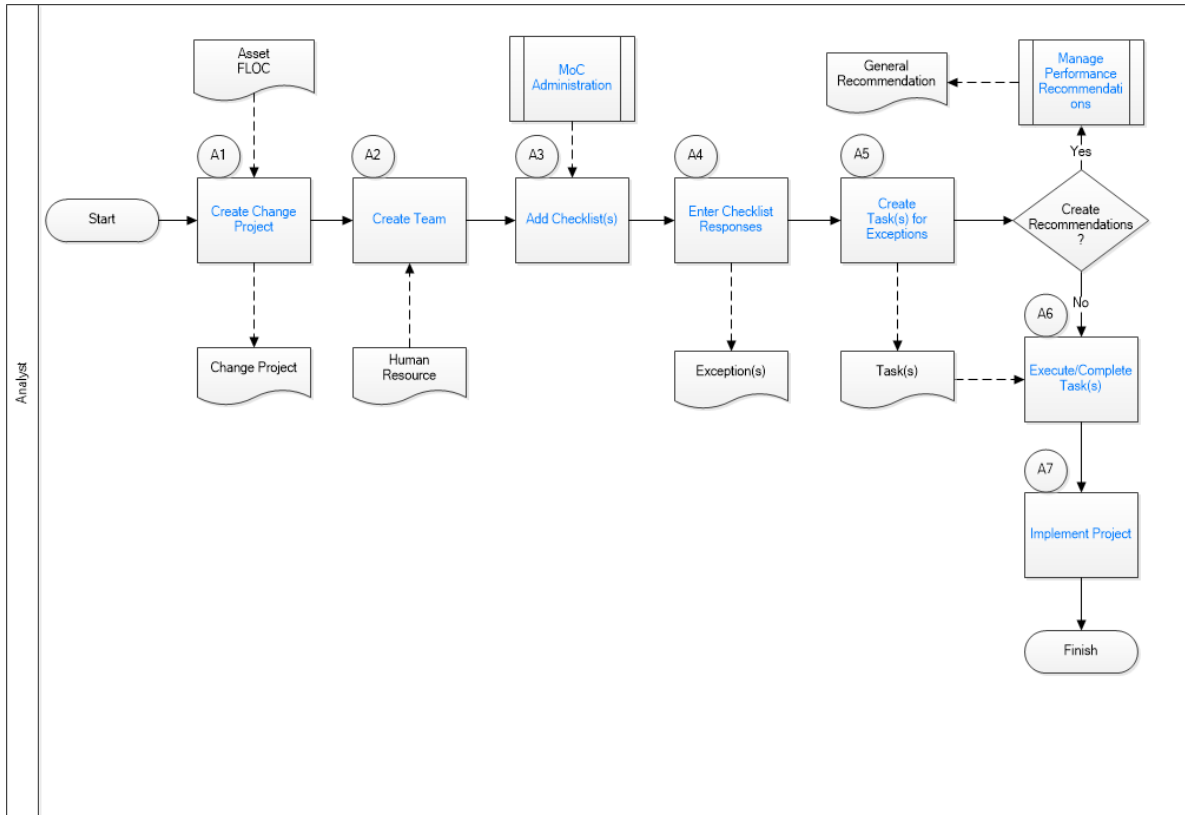 Analyst
Asset
FLOC
MoC
Administration
General
Recommendation
Manage
Performance
Recommendati
ons
Yes
A1
A2
A3
A4
A5
Start
Create Change
Project
Create Team
Add Checklist(s)
Enter Checklist
Responses
Create
Task(s) for
Exceptions
Create
Recommendations
?
No
A6
Change Project
Human
Resource
Exception(s)
Task(s)
Execute/Complete
Task(s)
A7
Implement Project
Finish